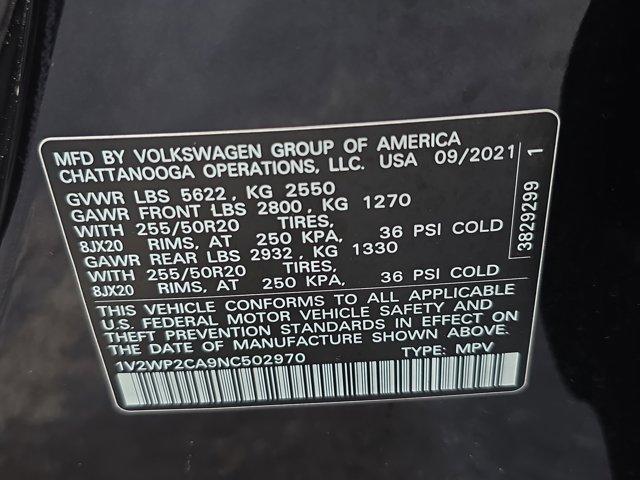 MFD BY VOLKSWAGEN GROUP OF AMERICA
CHATTANOOGA OPERATIONS, LLC. USA 09/2021
GVWR LBS 5622, KG 2550
GAWR FRONT LBS 2800, KG 1270
WITH 255/50R20 TIRES,
8JX20 RIMS, AT 250 KPA, 36 PSI COLD
GAWR REAR LBS 2932, KG 1330
WITH 255/50R20 TIRES,
8JX20 RIMS, AT 250 KPA, 36 PSI COLD
THIS VEHICLE CONFORMS TO ALL APPLICABLE
U.S. FEDERAL MOTOR VEHICLE SAFETY AND
THEFT PREVENTION STANDARDS IN EFFECT ON
THE DATE OF MANUFACTURE SHOWN ABOVE.
1V2WP2CA9NC502970 TYPE: MPV
3829299 1